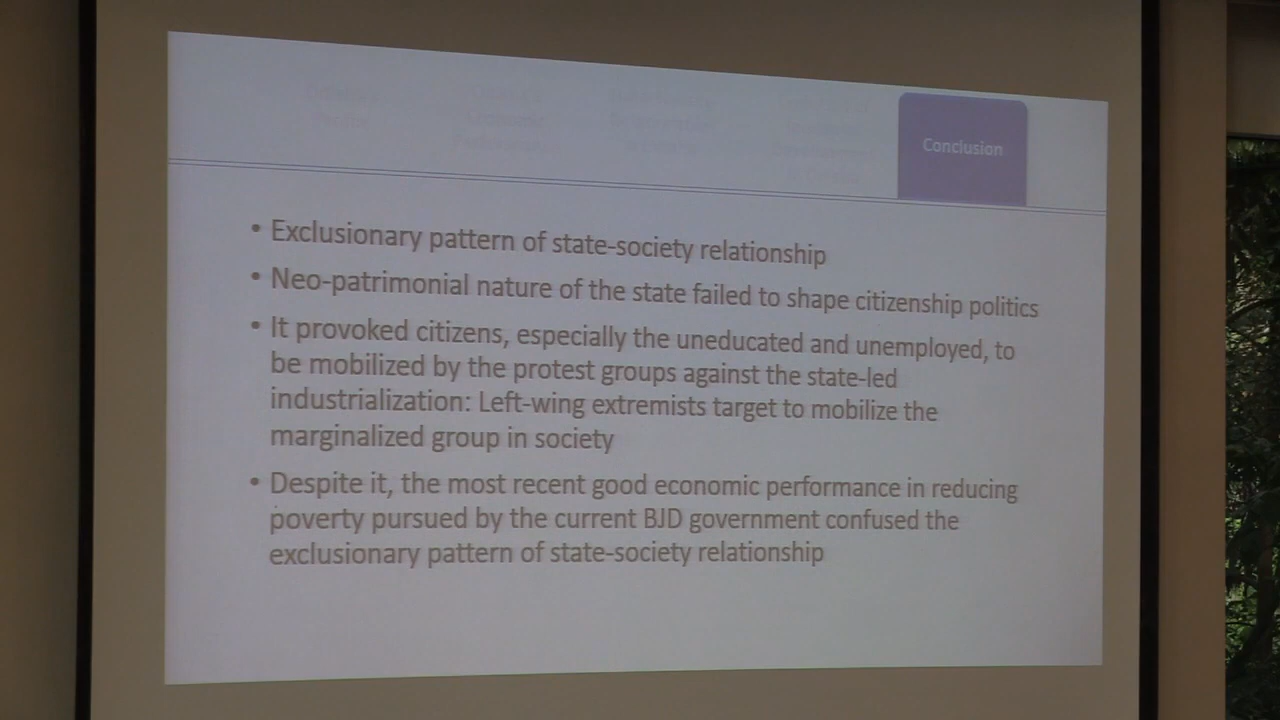 Conclusion
• Exclusionary pattern of state-society relationship
• Neo-patrimonial nature of the state failed to shape citizenship politics
• It provoked citizens, especially the uneducated and unemployed, to
be mobilized by the protest groups against the state-led
industrialization: Left-wing extremists target to mobilize the
marginalized group in society
• Despite it, the most recent good economic performance in reducing
poverty pursued by the current BJD government confused the
exclusionary pattern of state-society relationship